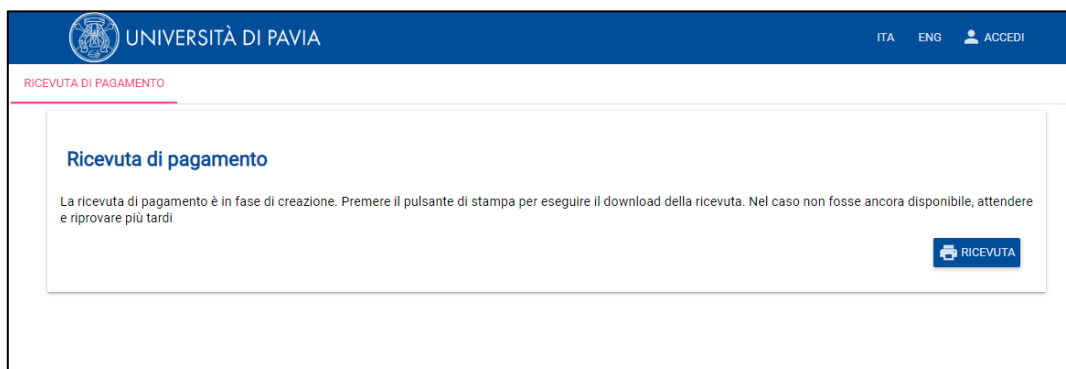 UNIVERSITÀ DI PAVIA
ITA ENG ACCEDI
RICEVUTA DI PAGAMENTO
Ricevuta di pagamento
La ricevuta di pagamento è in fase di creazione. Premere il pulsante di stampa per eseguire il download della ricevuta. Nel caso non fosse ancora disponibile, attendere
e riprovare più tardi
RICEVUTA